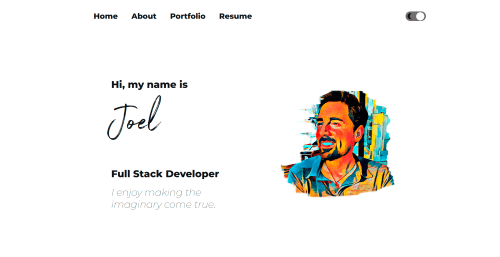 Home About Portfolio Resume
Hi, my name is
Joel
Full Stack Developer
I enjoy making the
imaginary come true.